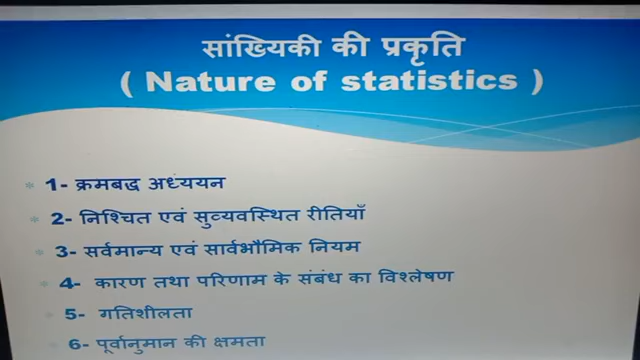 सांख्यिकी की प्रकृति
( Nature of statistics )
1- क्रमबद्ध अध्ययन
2- निश्चित एवं सुव्यवस्थित रीतियाँ
3- सर्वमान्य एवं सार्वभौमिक नियम
4- कारण तथा परिणाम के संबंध का विश्लेषण
5- गतिशीलता
6- पूर्वानुमान की क्षमता